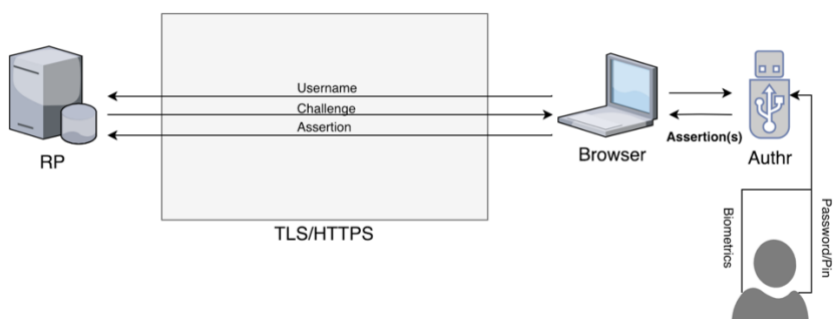 Username
Challenge
Assertion
RP
TLS/HTTPS
Browser
Assertion(s)
Authr
Biometrics
Password/Pin